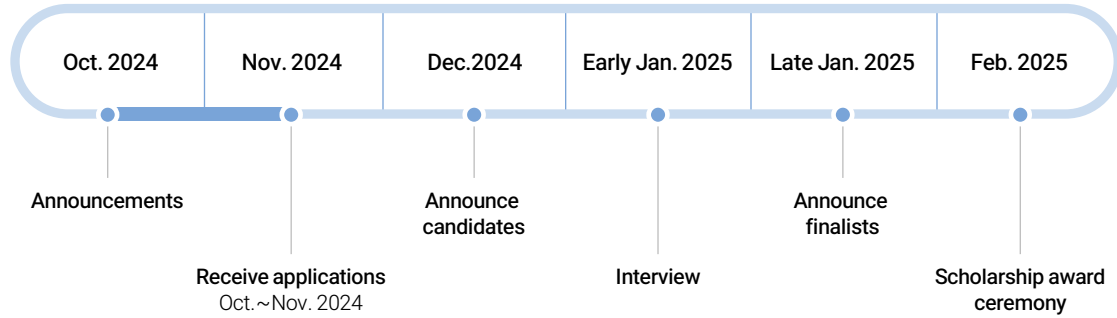 Oct. 2024
Nov. 2024
Dec.2024
Early Jan. 2025
Late Jan. 2025
Feb. 2025
Announcements
Receive applications
Oct.~Nov. 2024
Announce
candidates
Interview
Announce
finalists
Scholarship award
ceremony